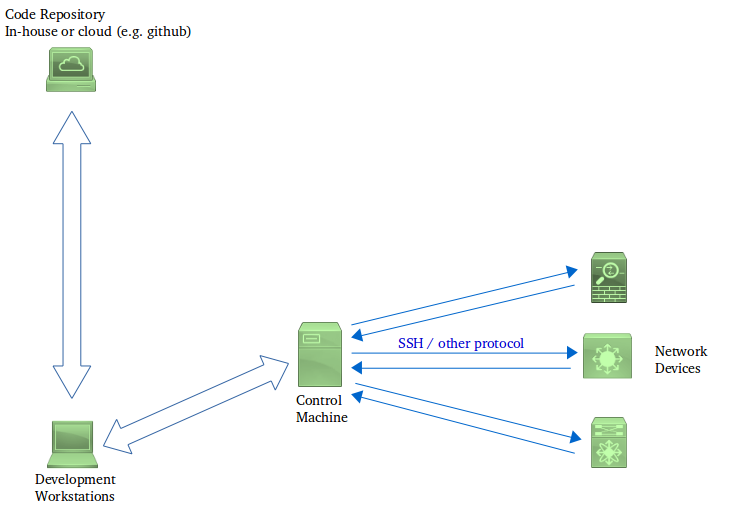 Code Repository
In-house or cloud (e.g. github)
SSH / other protocol
Network
Devices
Control
Machine
Development
Workstations